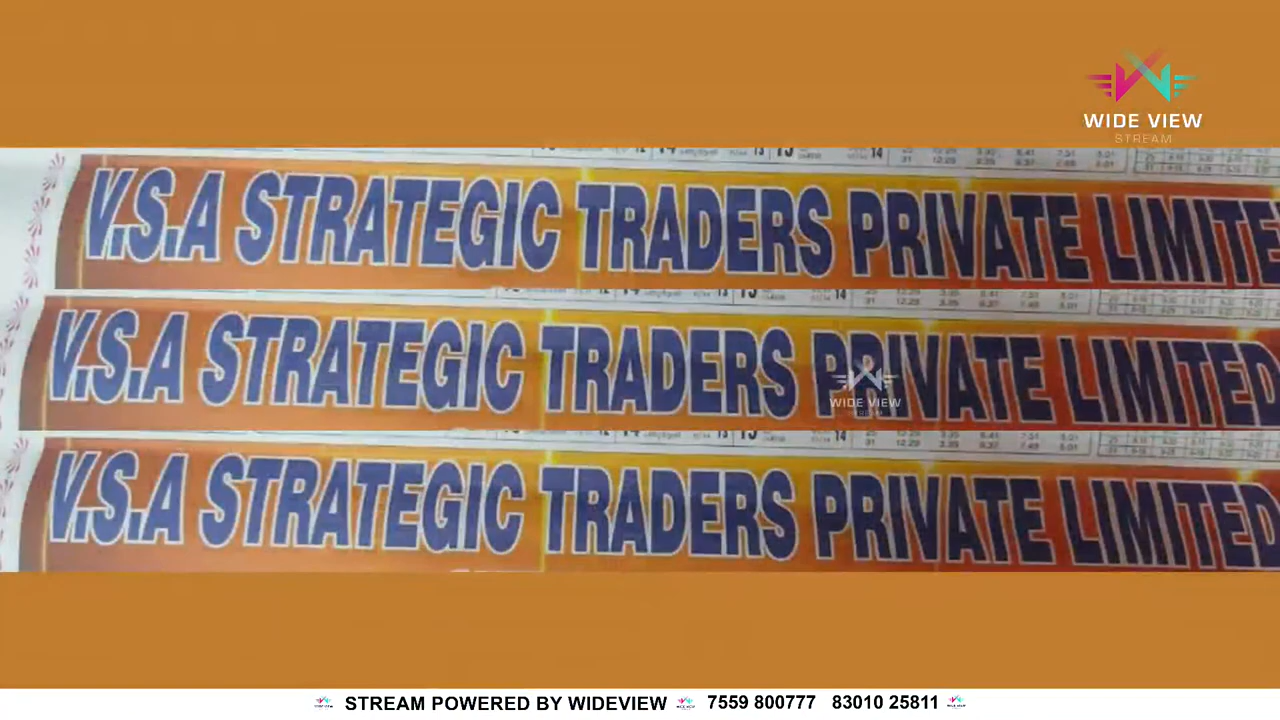 WIDE VIEW
STREAM
V.S.A STRATEGIC TRADERS PRIVATE LIMITE
V.S.A STRATEGIC TRADERS PRIVATE LIMITED
WIDE VIEW
STREAM
V.S.A STRATEGIC TRADERS PRIVATE LIMITED
STREAM POWERED BY WIDEVIEW 7559 800777 83010 25811